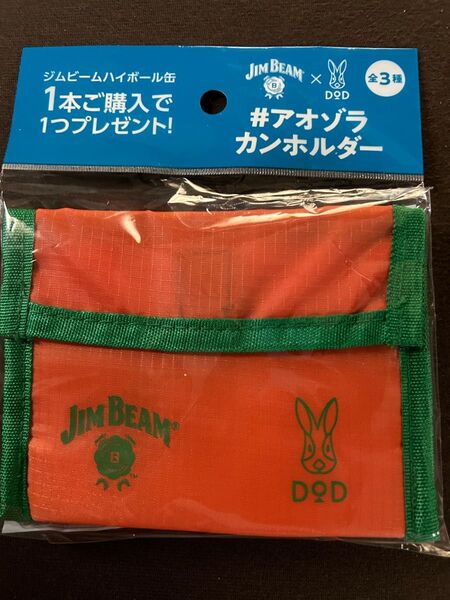 ジムビームハイボール缶
1本ご購入で
1つプレゼント!
JIM BEAM®
B
×
DOD
全3種
#アオゾラ
カンホルダー
JIM BEAM®
B
DOD